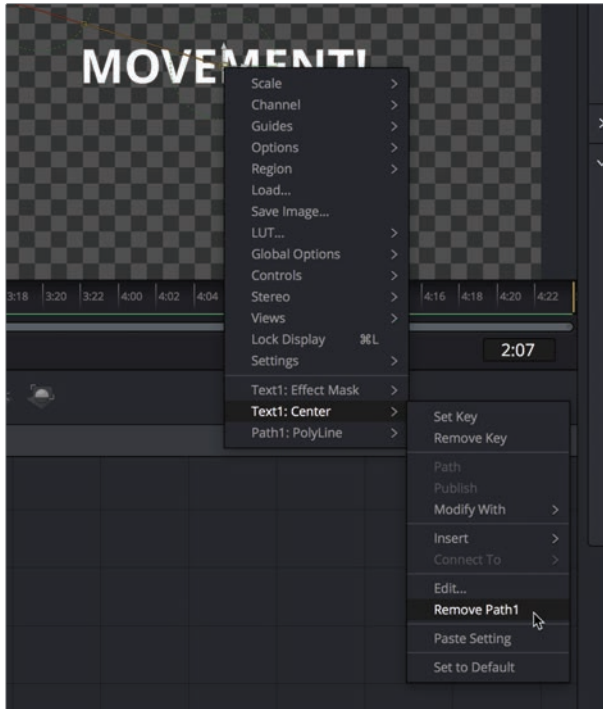 MOVEMENT!
Scale
Channel
Guides
Options
Region
Load...
Save Image...
LUT...
Global Options
Controls
Stereo
Views
Lock Display ⌘L
Settings
3:18 3:20 3:22 4:00 4:02 4:04 4:16 4:18 4:20 4:22
2:07
Text1: Effect Mask
Text1: Center
Path1: PolyLine
Set Key
Remove Key
Path
Publish
Modify With
Insert
Connect To
Edit...
Remove Path1
Paste Setting
Set to Default